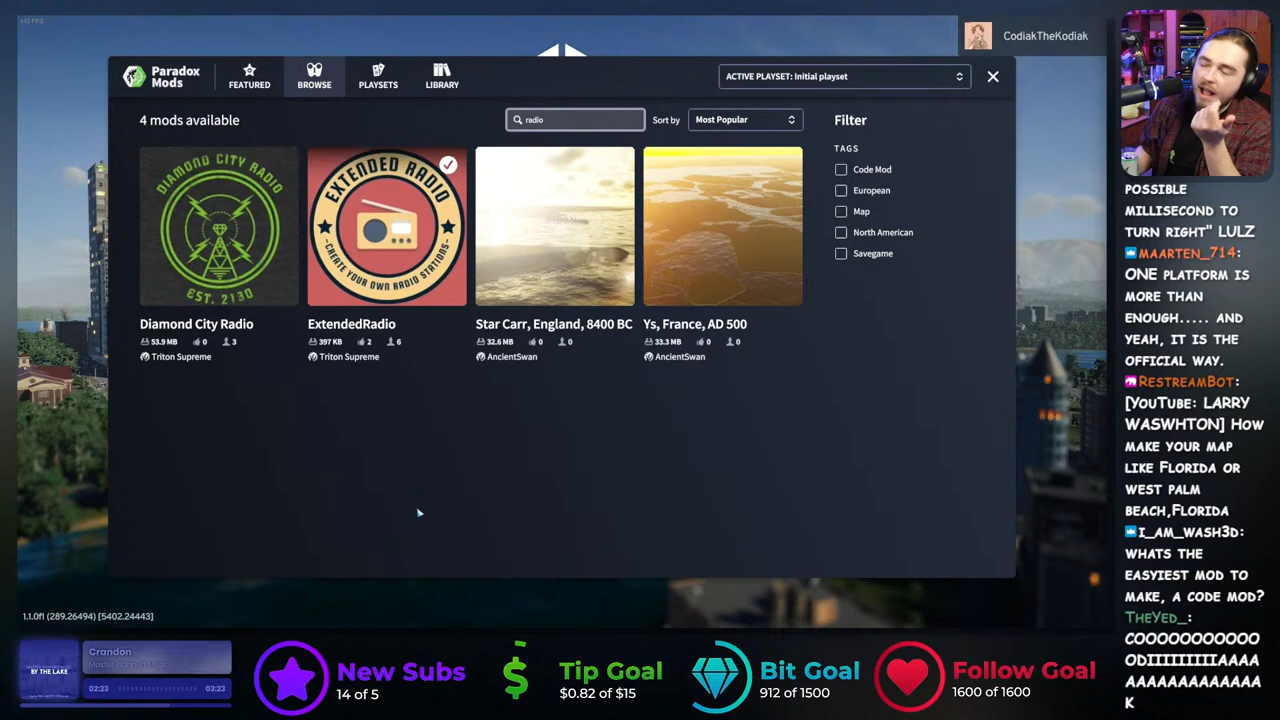 141 FPS
CodiakTheKodiak
Paradox
Mods
FEATURED
BROWSE
PLAYSETS
LIBRARY
ACTIVE PLAYSET: Initial playset
4 mods available
radio
Sort by
Most Popular
Filter
TAGS
Code Mod
European
Map
North American
Savegame
DIAMOND CITY RADIO
EST. 2130
EXTENDED RADIO
-CREATE YOUR OWN RADIO STATIONS-
Diamond City Radio
53.9 MB 0 3
Triton Supreme
ExtendedRadio
397 KB 2 6
Triton Supreme
Star Carr, England, 8400 BC
32.6 MB 0 0
AncientSwan
Ys, France, AD 500
33.3 MB 0 0
AncientSwan
1.1.0f1 (289.26494) [5402.24443]
POSSIBLE
MILLISECOND TO
TURN RIGHT" LULZ
MAARTEN_714:
ONE PLATFORM IS
MORE THAN
ENOUGH..... AND
YEAH, IT IS THE
OFFICIAL WAY.
RESTREAMBOT:
[YOUTUBE: LARRY
WASWHTON] HOW
MAKE YOUR MAP
LIKE FLORIDA OR
WEST PALM
BEACH,FLORIDA
I_AM_WASH3D:
WHATS THE
EASYIEST MOD TO
MAKE, A CODE MOD?
THEYED_:
COOOOOOOOOOO
ODIIIIIIIIIAAAA
AAAAAAAAAAAAA
K
BY THE LAKE
Crandon
Master Planned Music
02:23
03:23
New Subs
14 of 5
Tip Goal
$0.82 of $15
Bit Goal
912 of 1500
Follow Goal
1600 of 1600